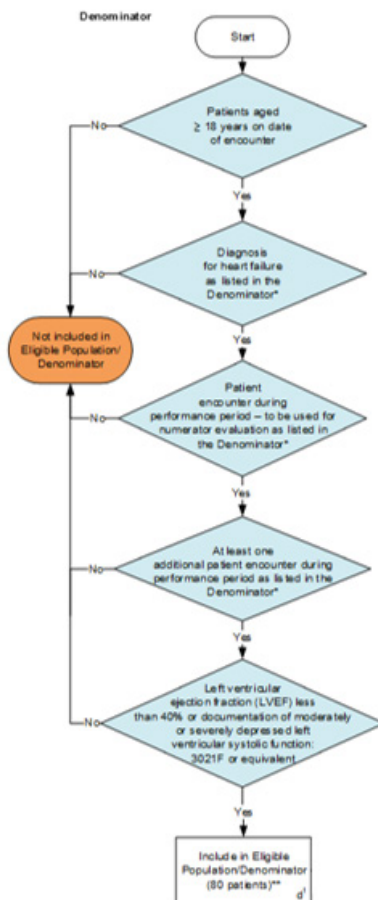 Denominator
Start
Patients aged
≥ 18 years on date
of encounter
No
Yes
Diagnosis
for heart failure
as listed in the
Denominator*
No
Yes
Not included in
Eligible Population/
Denominator
Patient
encounter during
performance period – to be used for
numerator evaluation as listed in
the Denominator*
No
Yes
At least one
additional patient encounter during
performance period as listed in the
Denominator*
No
Yes
Left ventricular
ejection fraction (LVEF) less
than 40% or documentation of moderately
or severely depressed left
ventricular systolic function:
3021F or equivalent
No
Yes
Include in Eligible
Population/Denominator
(80 patients)**
d¹